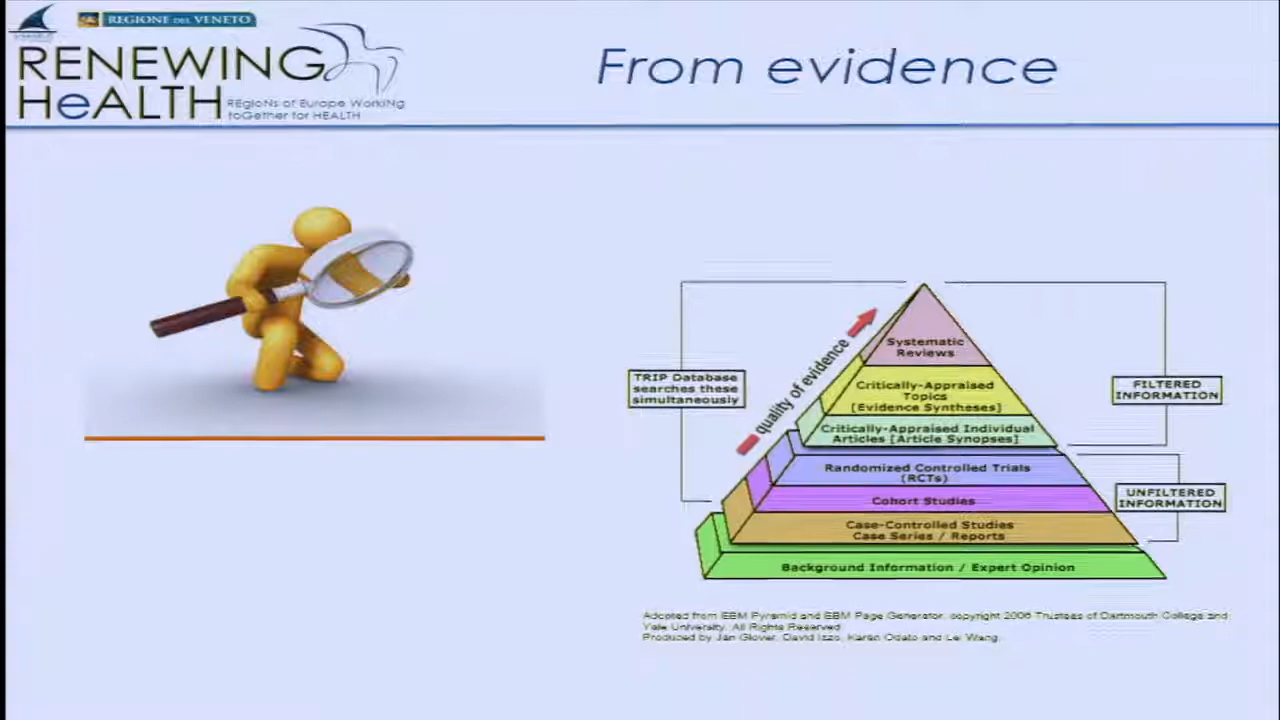 REGIONE DEL VENETO
RENEWING
HeALTH
REgioNs of Europe WorkiNg
toGether for HEALTH
From evidence
quality of evidence
TRIP Database
searches these
simultaneously
Systematic
Reviews
Critically-Appraised
Topics
[Evidence Syntheses]
Critically-Appraised Individual
Articles [Article Synopses]
FILTERED
INFORMATION
Randomized Controlled Trials
(RCTs)
Cohort Studies
Case-Controlled Studies
Case Series / Reports
UNFILTERED
INFORMATION
Background Information / Expert Opinion
Adapted from EBM Pyramid and EBM Page Generator, copyright 2006 Trustees of Dartmouth College and
Yale University. All Rights Reserved.
Produced by Jan Glover, David Izzo, Karen Odato and Lei Wang.